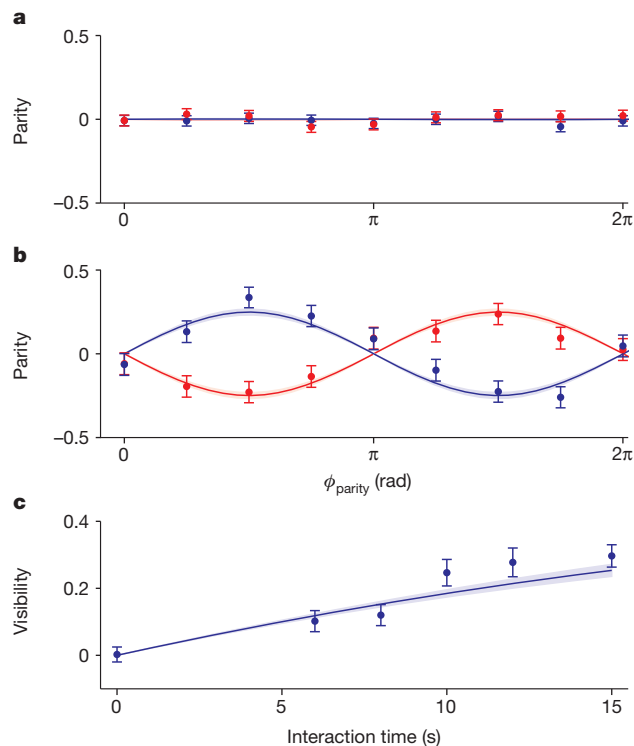 a
0.5
Parity
0
–0.5
0
π
2π
b
0.5
Parity
0
–0.5
0
π
2π
ϕparity (rad)
c
0.4
Visibility
0.2
0
0
5
10
15
Interaction time (s)